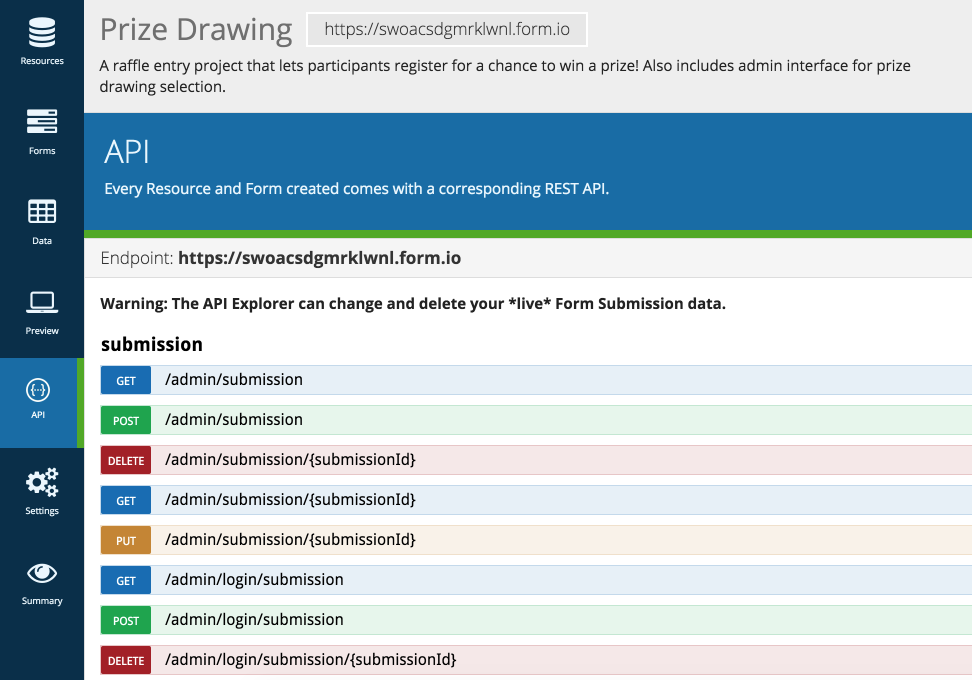 Resources
Forms
Data
Preview
API
Settings
Summary
Prize Drawing https://swoacsdgmrklwnl.form.io
A raffle entry project that lets participants register for a chance to win a prize! Also includes admin interface for prize
drawing selection.
API
Every Resource and Form created comes with a corresponding REST API.
Endpoint: https://swoacsdgmrklwnl.form.io
Warning: The API Explorer can change and delete your *live* Form Submission data.
submission
GET /admin/submission
POST /admin/submission
DELETE /admin/submission/{submissionId}
GET /admin/submission/{submissionId}
PUT /admin/submission/{submissionId}
GET /admin/login/submission
POST /admin/login/submission
DELETE /admin/login/submission/{submissionId}